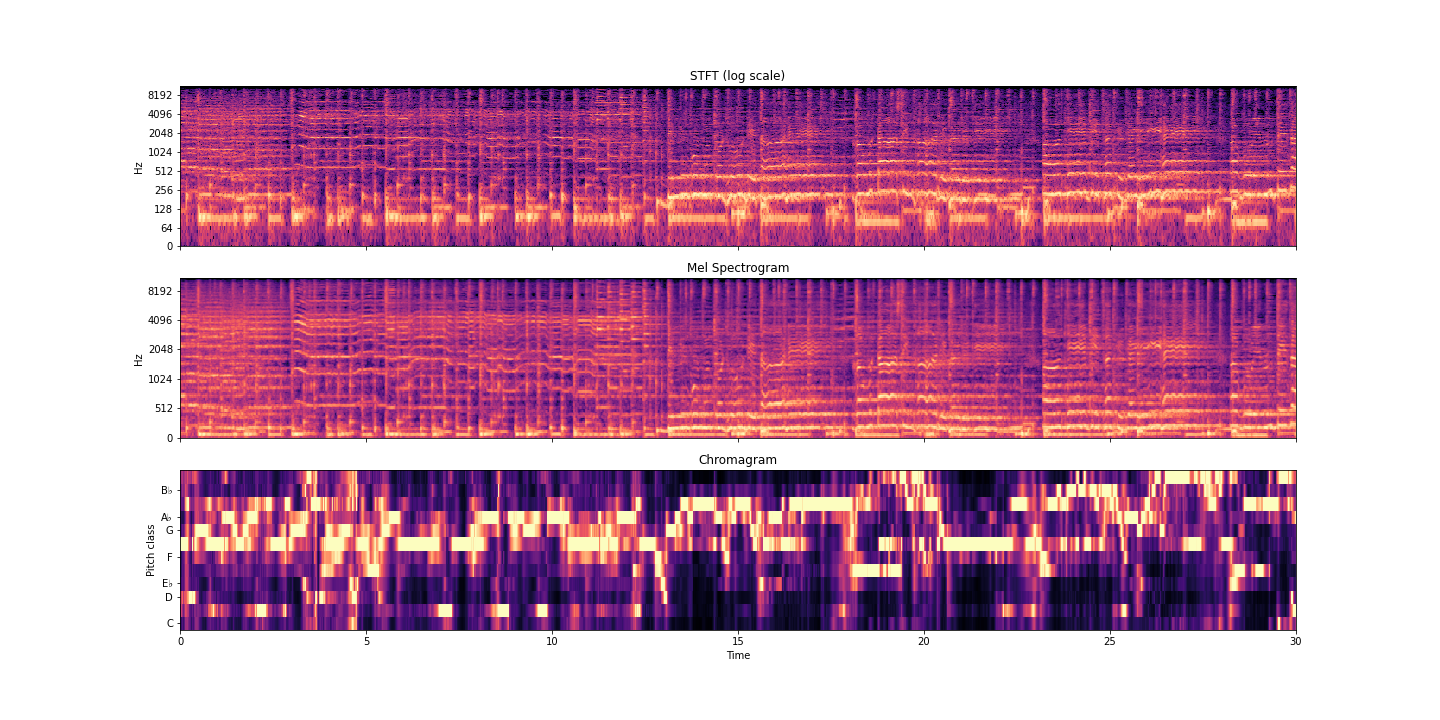 STFT (log scale)
8192
4096
2048
1024
512
256
128
64
0
Hz
Mel Spectrogram
8192
4096
2048
1024
512
0
Hz
Chromagram
B♭
A♭
G
F
E♭
D
C
Pitch class
0 5 10 15 20 25 30
Time